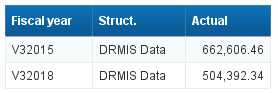 Fiscal year Struct. Actual
V32015 DRMIS Data 662,606.46
V32018 DRMIS Data 504,392.34